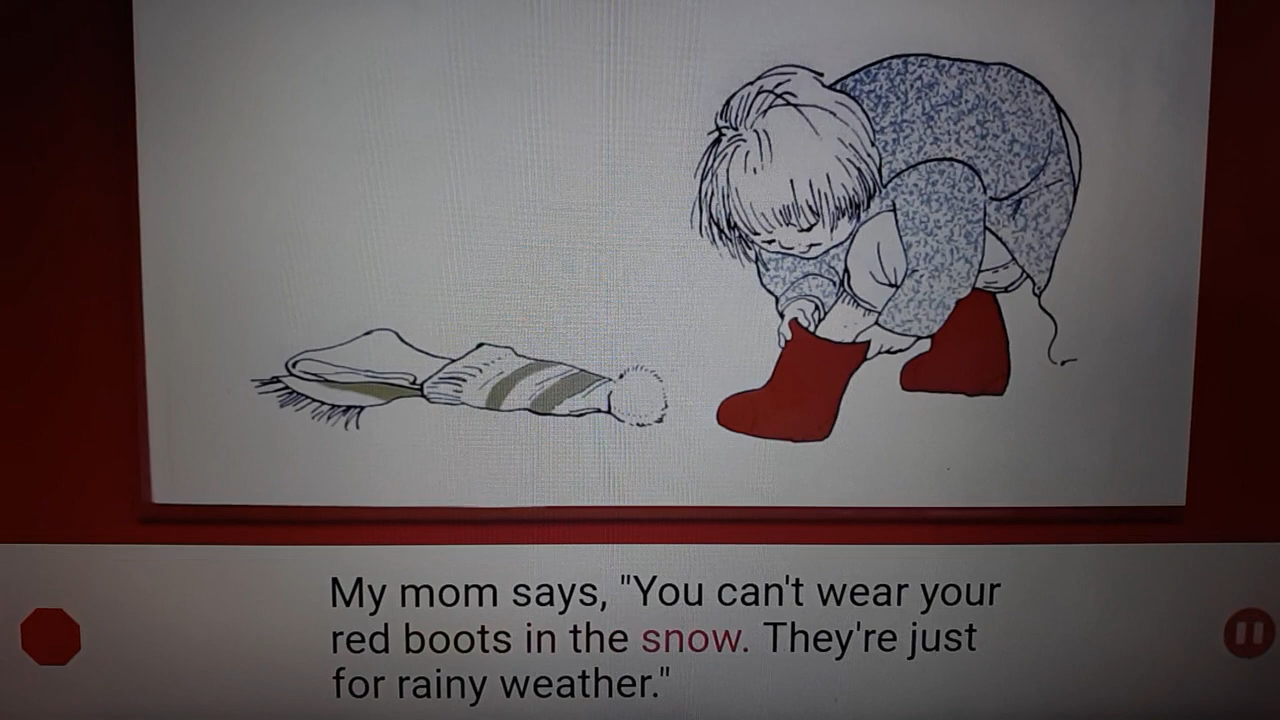 My mom says, "You can't wear your
red boots in the snow. They're just
for rainy weather."